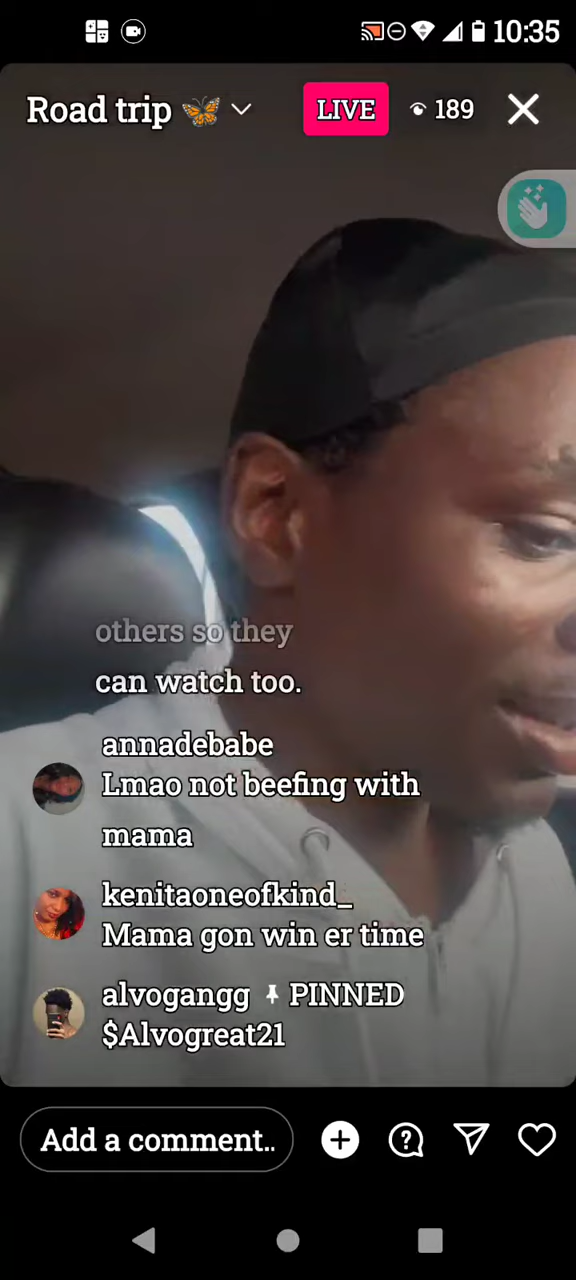 10:35
Road trip 🦋
LIVE
189
others so they
can watch too.
annadebabe
Lmao not beefing with
mama
kenitaoneofkind_
Mama gon win er time
alvogangg PINNED
$Alvogreat21
Add a comment..